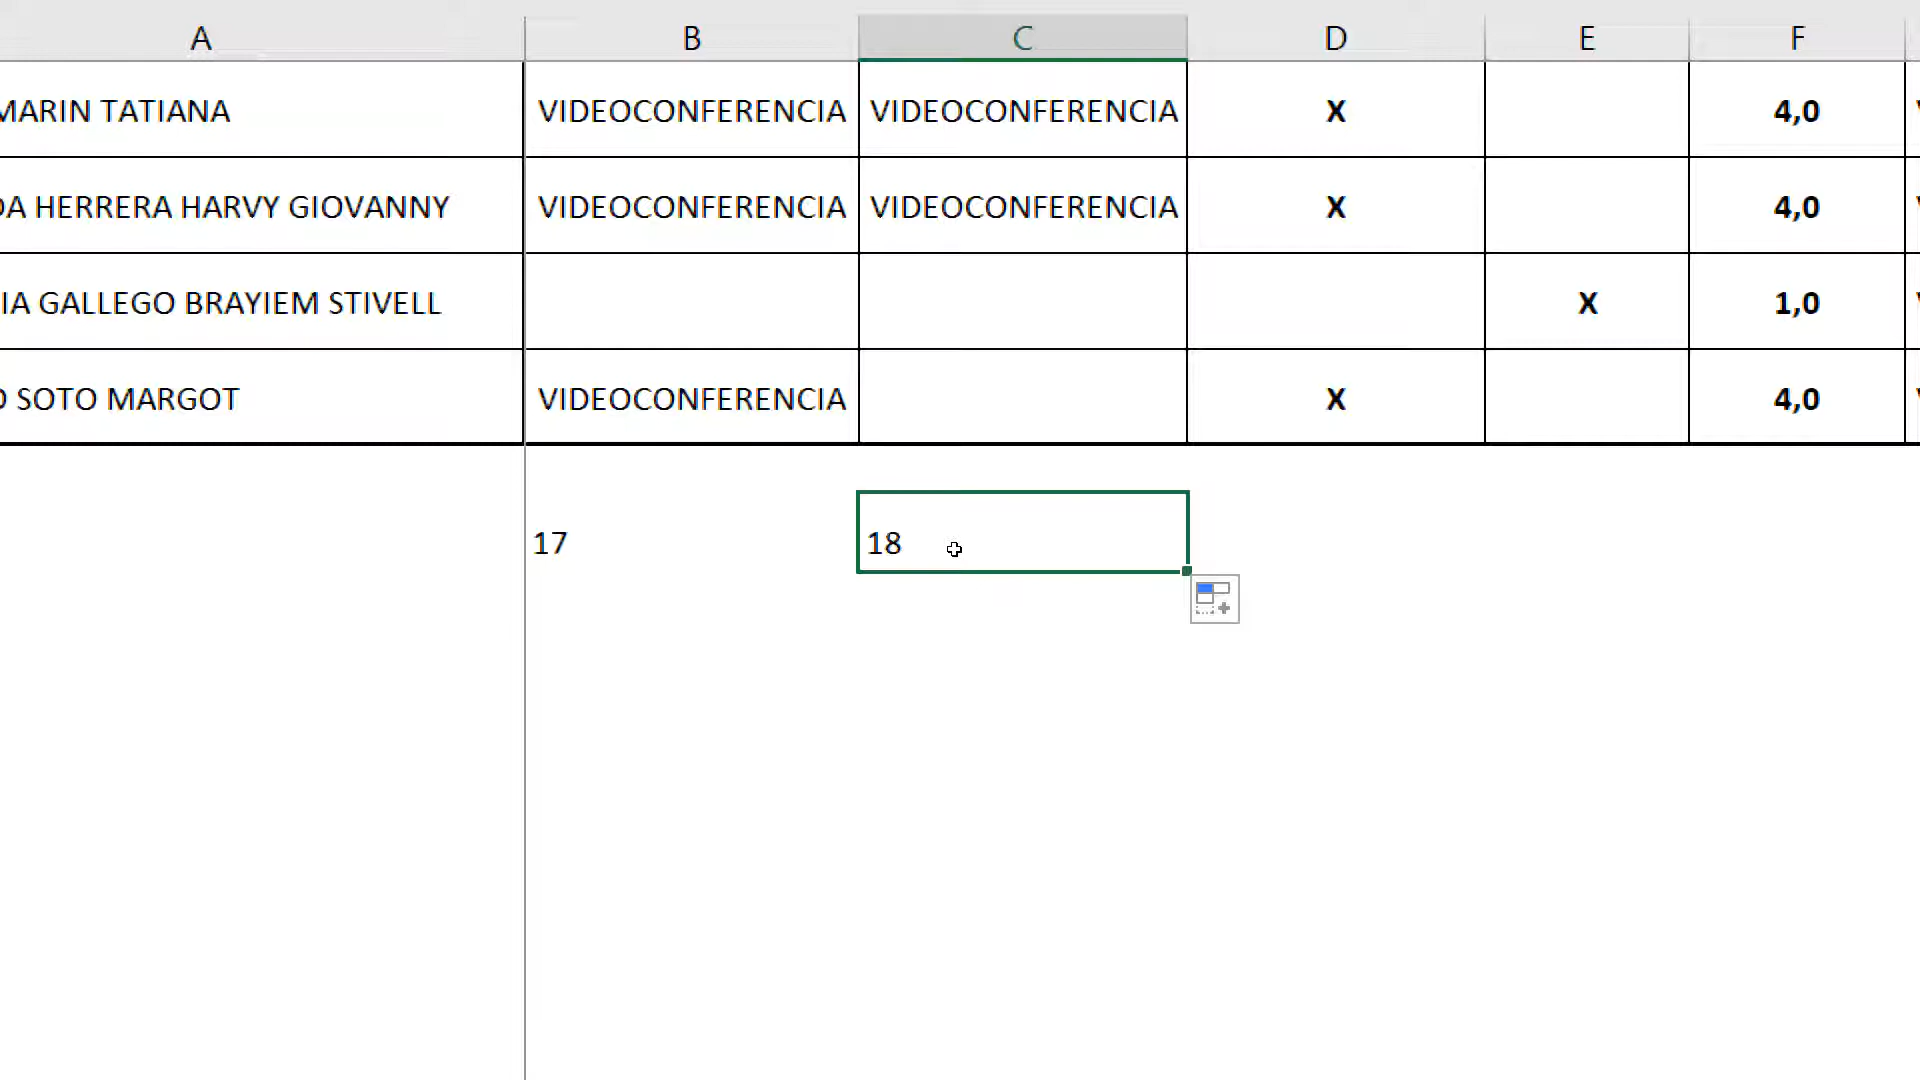 A B C D E F
MARIN TATIANA VIDEOCONFERENCIA VIDEOCONFERENCIA X 4,0
DA HERRERA HARVY GIOVANNY VIDEOCONFERENCIA VIDEOCONFERENCIA X 4,0
IA GALLEGO BRAYIEM STIVELL X 1,0
SOTO MARGOT VIDEOCONFERENCIA X 4,0
17 18